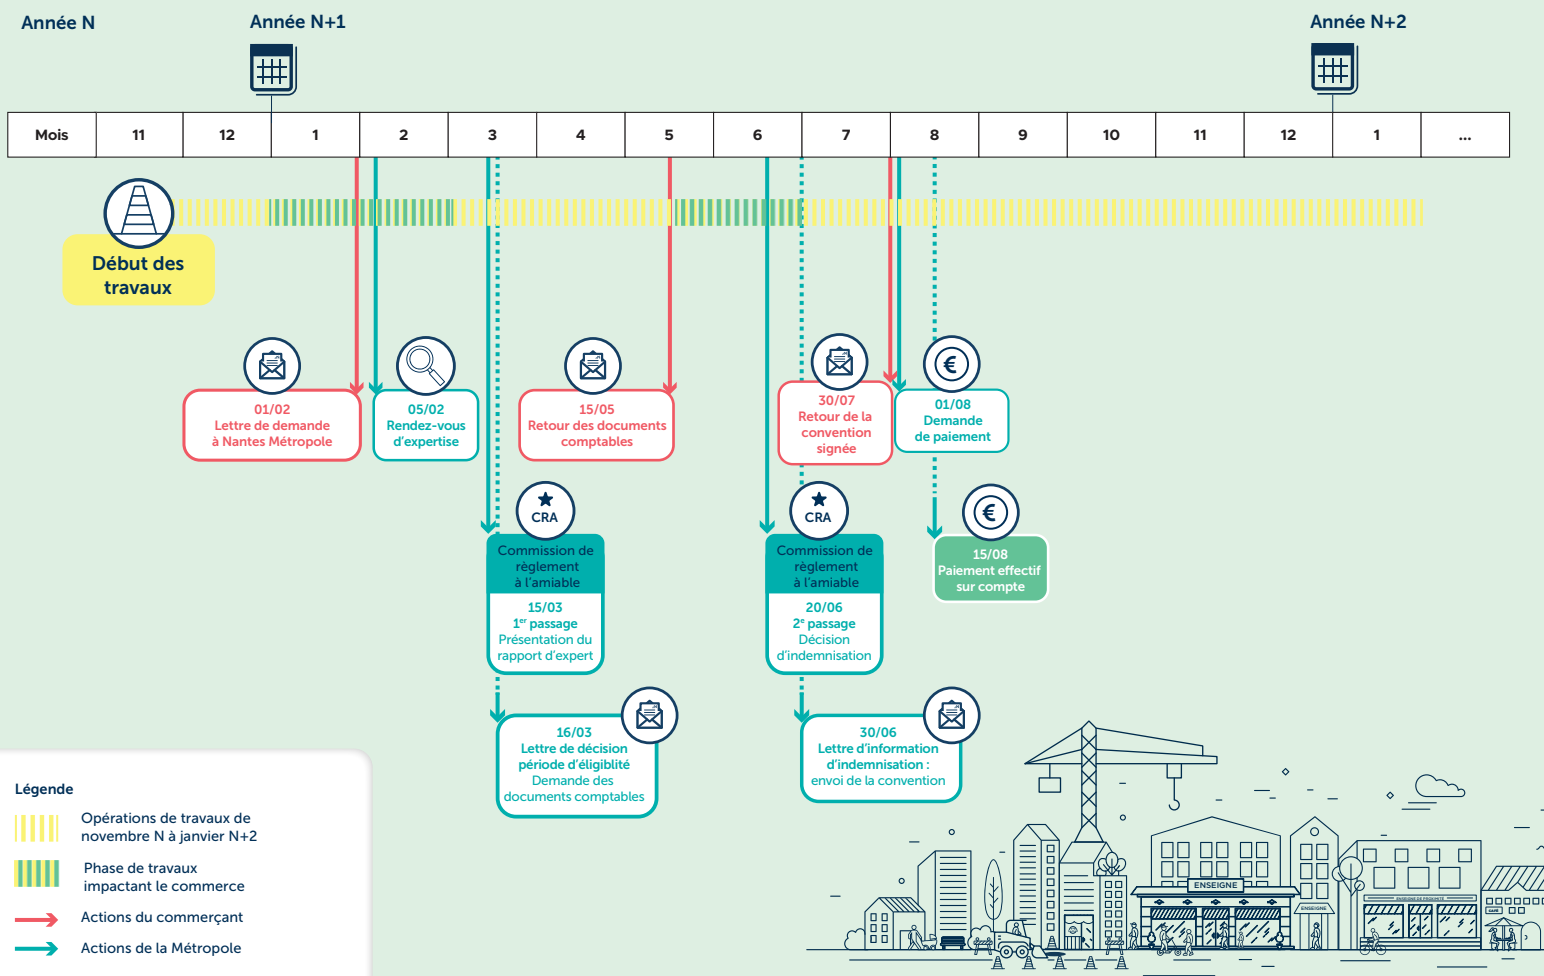 Année N
Année N+1
Année N+2
Mois 11 12 1 2 3 4 5 6 7 8 9 10 11 12 1 ...
Début des
travaux
01/02
Lettre de demande
à Nantes Métropole
05/02
Rendez-vous
d'expertise
15/05
Retour des documents
comptables
30/07
Retour de la
convention
signée
€
01/08
Demande
de paiement
CRA
Commission de
règlement
à l'amiable
15/03
1er passage
Présentation du
rapport d'expert
CRA
Commission de
règlement
à l'amiable
20/06
2e passage
Décision
d'indemnisation
€
15/08
Paiement effectif
sur compte
16/03
Lettre de décision
période d'éligiblité
Demande des
documents comptables
30/06
Lettre d'information
d'indemnisation :
envoi de la convention
Légende
Opérations de travaux de
novembre N à janvier N+2
Phase de travaux
impactant le commerce
Actions du commerçant
Actions de la Métropole
ENSEIGNE
ENSEIGNE
ENSEIGNE DE PROXIMITÉ
CAFÉ